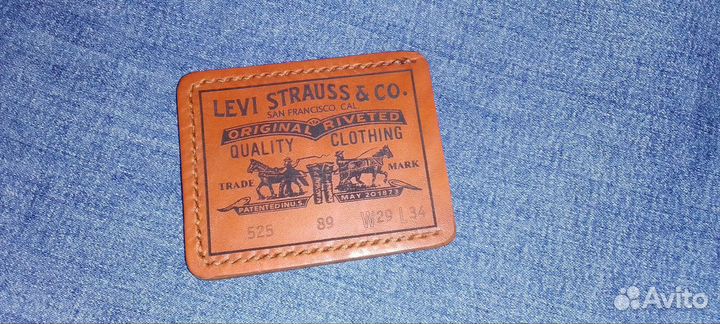 LEVI STRAUSS & CO.
SAN FRANCISCO, CAL.
ORIGINAL RIVETED
QUALITY CLOTHING
TRADE MARK
PATENTED IN U.S. MAY 20 1873
525 89 W29 L34
Avito